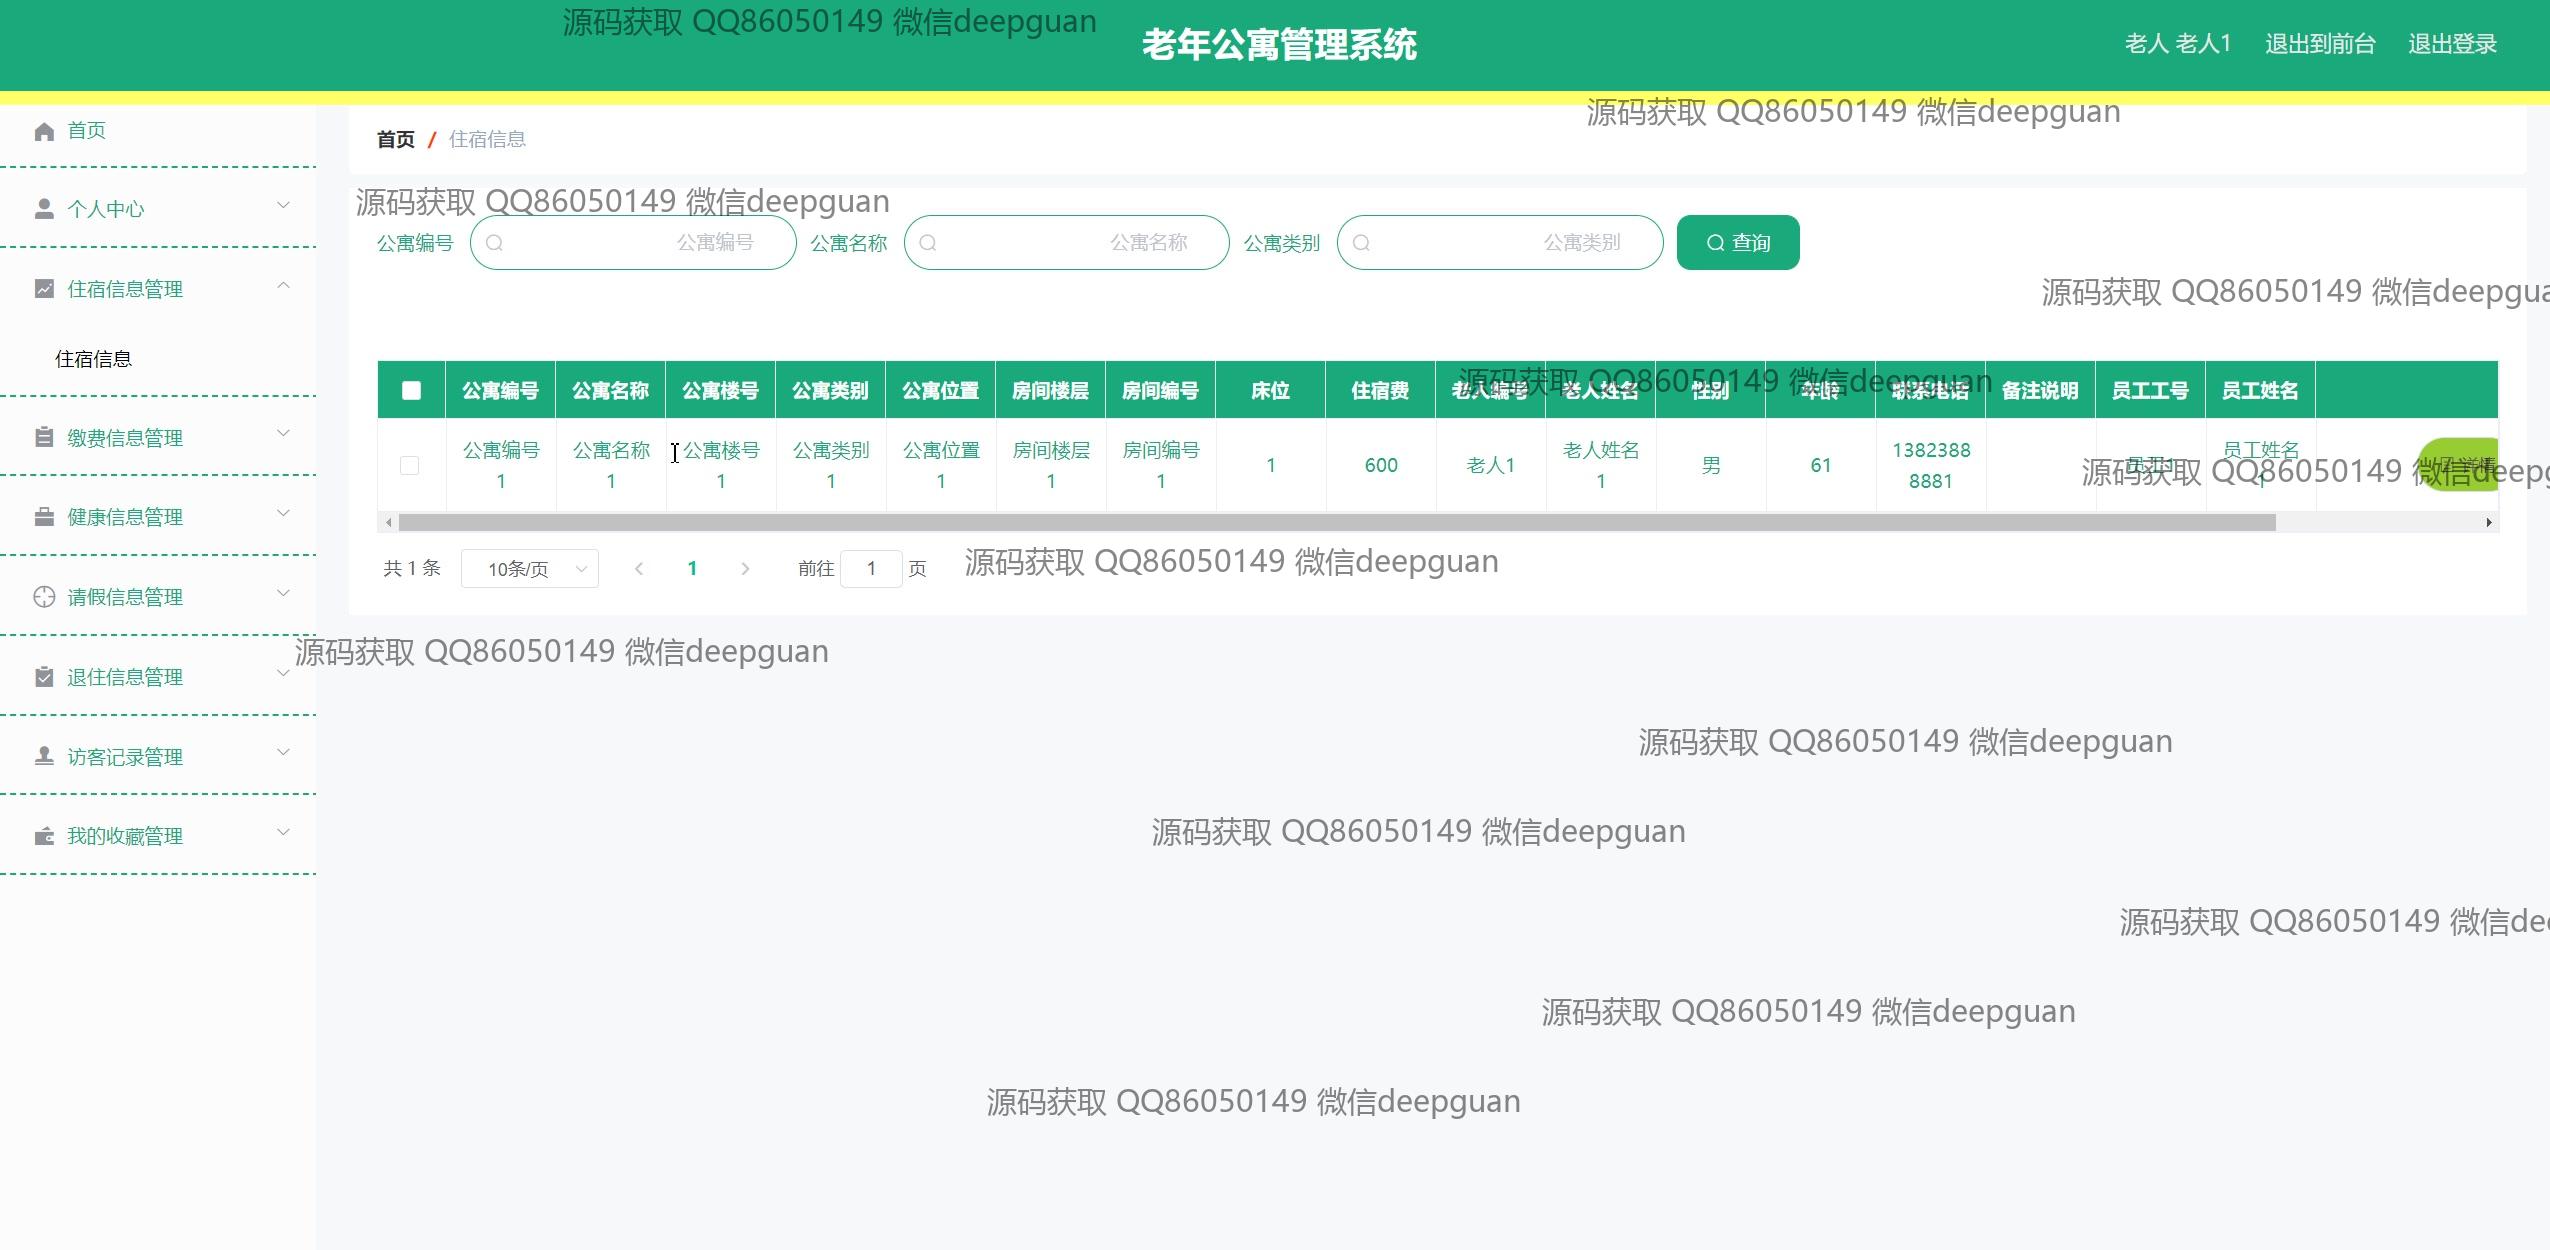 源码获取 QQ86050149 微信deepguan
老年公寓管理系统
老人 老人1 退出到前台 退出登录
源码获取 QQ86050149 微信deepguan
首页
首页 / 住宿信息
个人中心
源码获取 QQ86050149 微信deepguan
公寓编号 公寓编号 公寓名称 公寓名称 公寓类别 公寓类别 查询
住宿信息管理
源码获取 QQ86050149 微信deepgua
住宿信息
源码获取 QQ86050149 微信deepguan
公寓编号 公寓名称 公寓楼号 公寓类别 公寓位置 房间楼层 房间编号 床位 住宿费 老人编号 老人姓名 性别 年龄 联系电话 备注说明 员工工号 员工姓名
缴费信息管理
公寓编号 公寓名称 公寓楼号 公寓类别 公寓位置 房间楼层 房间编号 1 600 老人1 老人姓名 男 61 1382388 员工1 员工姓名 详情
1 1 1 1 1 1 1 1 8881 1
源码获取 QQ86050149 微信deepg
健康信息管理
共 1 条 10条/页 1 前往 1 页
源码获取 QQ86050149 微信deepguan
请假信息管理
源码获取 QQ86050149 微信deepguan
退住信息管理
源码获取 QQ86050149 微信deepguan
访客记录管理
源码获取 QQ86050149 微信deepguan
我的收藏管理
源码获取 QQ86050149 微信dee
源码获取 QQ86050149 微信deepguan
源码获取 QQ86050149 微信deepguan